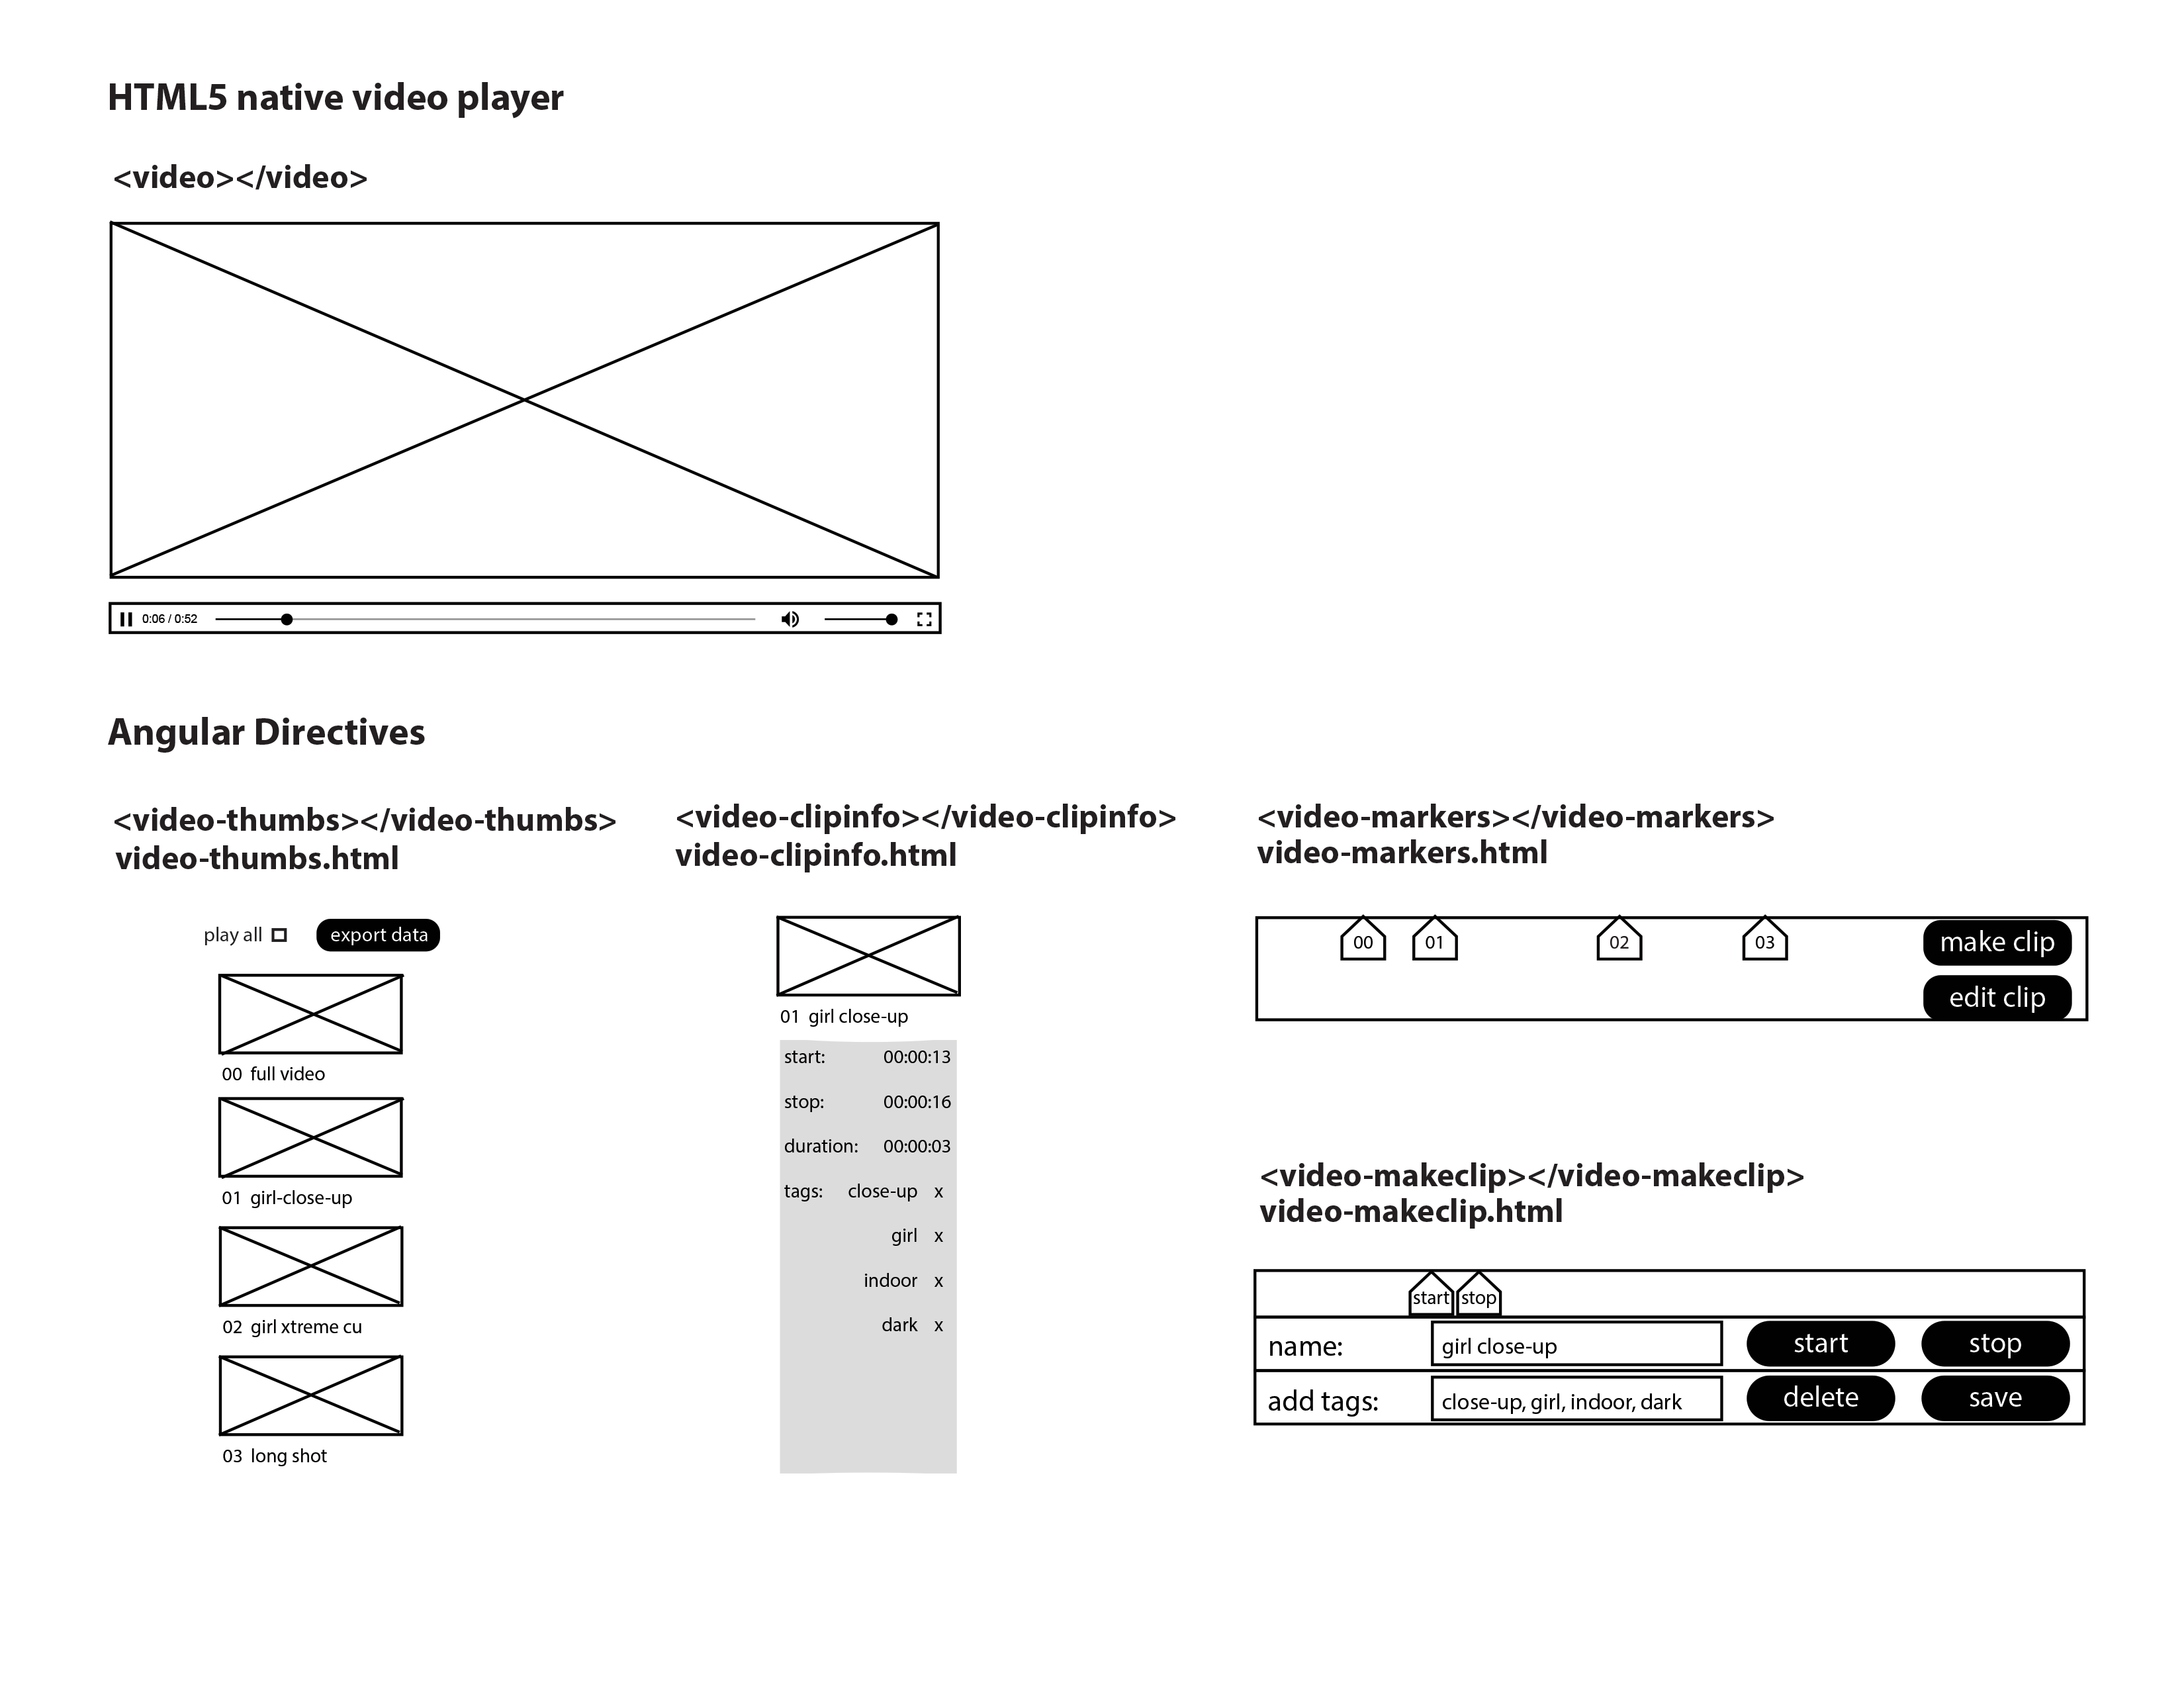 HTML5 native video player
<video></video>
0:06 / 0:52
Angular Directives
<video-thumbs></video-thumbs>
video-thumbs.html
play all
export data
00 full video
01 girl-close-up
02 girl xtreme cu
03 long shot
<video-clipinfo></video-clipinfo>
video-clipinfo.html
01 girl close-up
start: 00:00:13
stop: 00:00:16
duration: 00:00:03
tags: close-up x
girl x
indoor x
dark x
<video-markers></video-markers>
video-markers.html
00 01 02 03 make clip
edit clip
<video-makeclip></video-makeclip>
video-makeclip.html
start stop
name: girl close-up start stop
add tags: close-up, girl, indoor, dark delete save